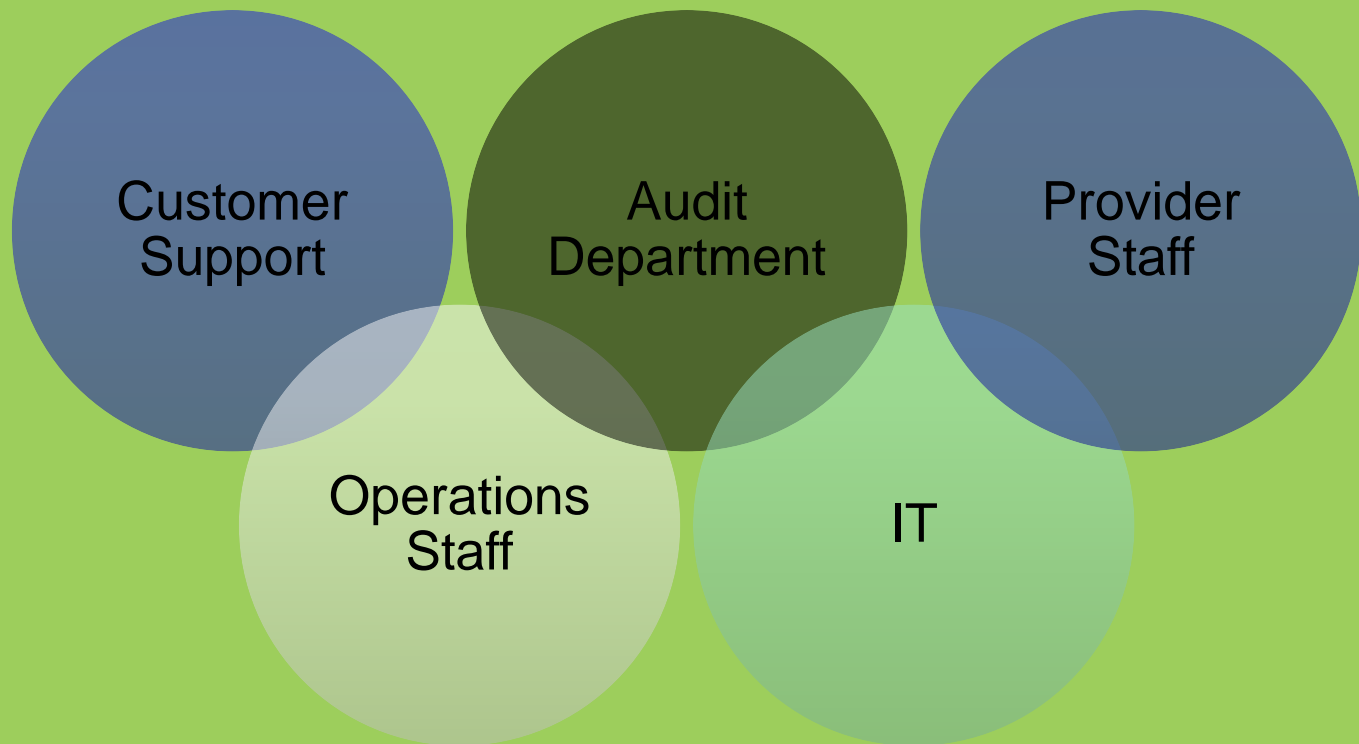 Customer
Support
Audit
Department
Provider
Staff
Operations
Staff
IT